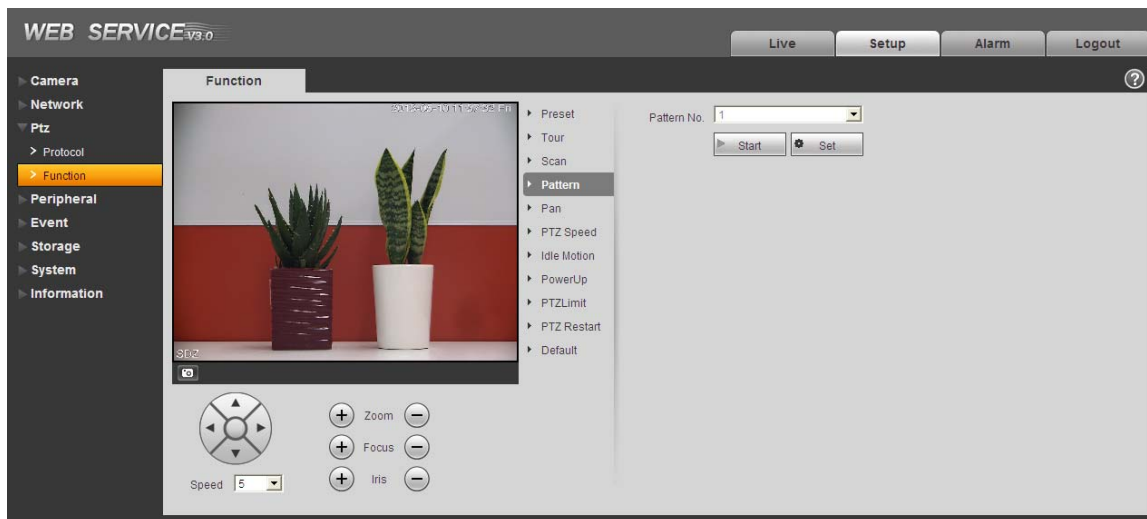 WEB SERVICE V3.0
Live
Setup
Alarm
Logout
Camera
Network
Ptz
Protocol
Function
Peripheral
Event
Storage
System
Information
Function
SDZ
Zoom
Focus
Iris
Speed 5
Preset
Tour
Scan
Pattern
Pan
PTZ Speed
Idle Motion
PowerUp
PTZLimit
PTZ Restart
Default
Pattern No. 1
Start
Set